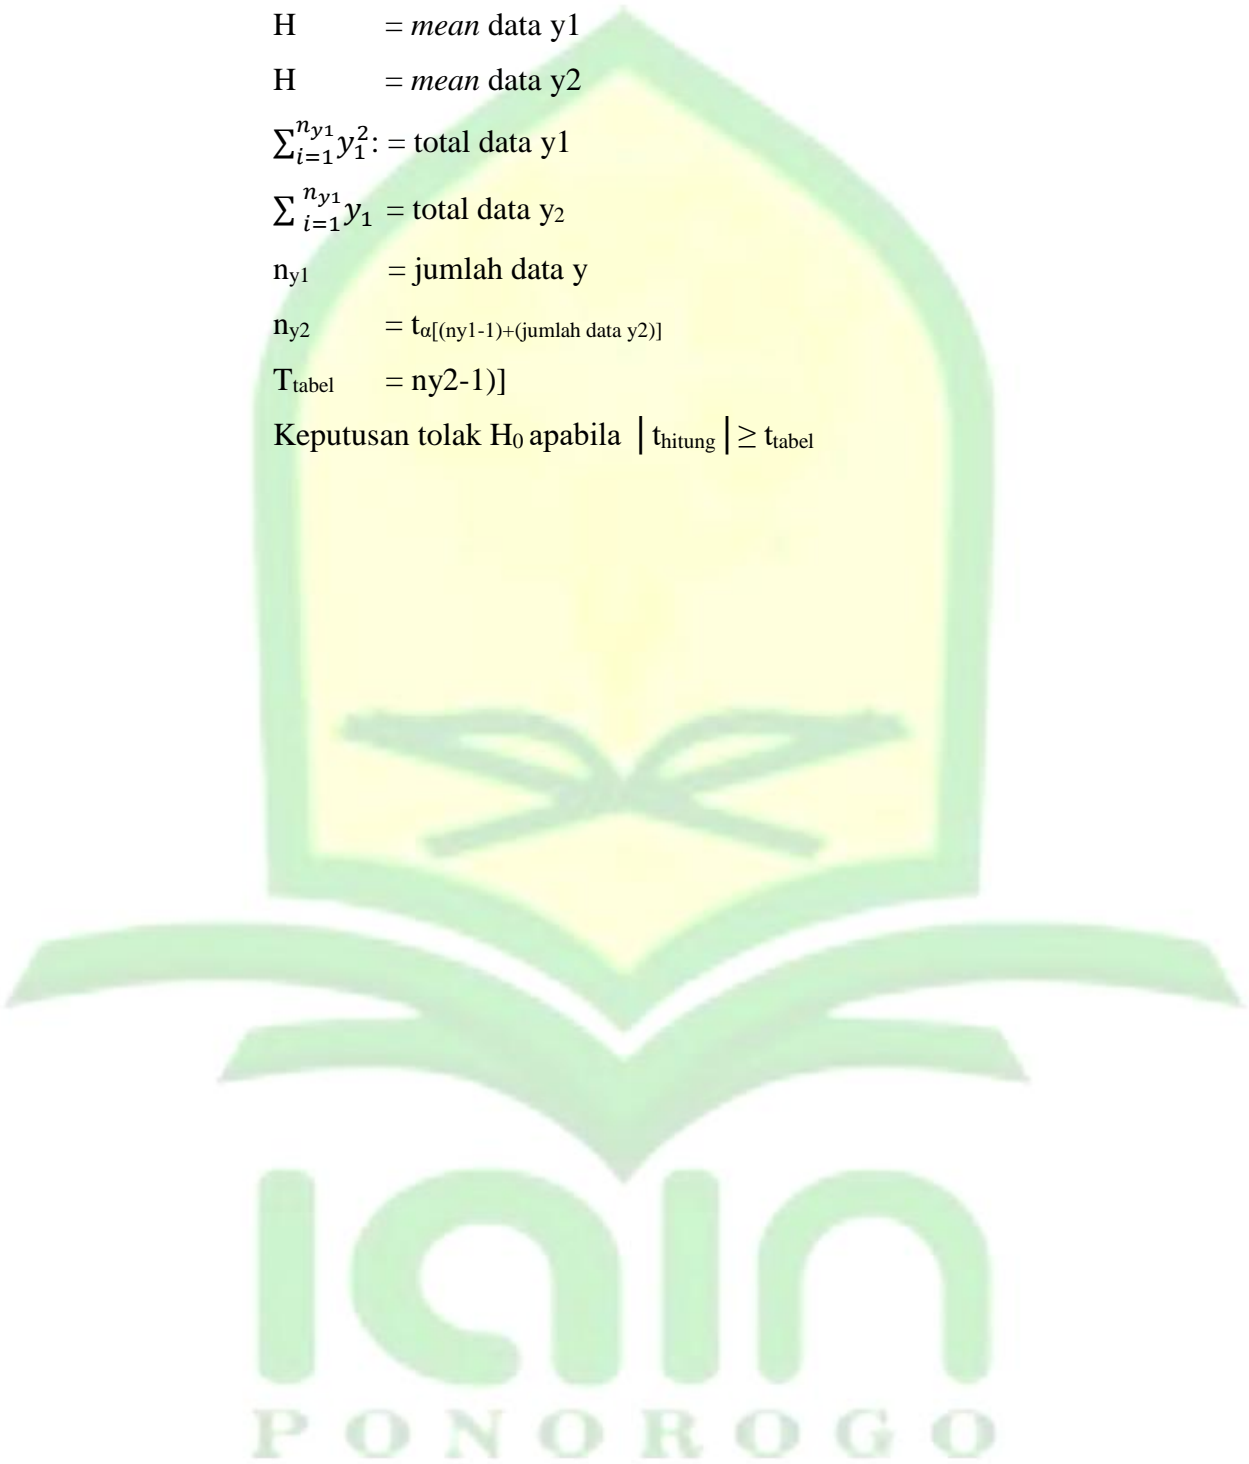 H = mean data y1
H = mean data y2
∑_{i=1}^{n_{y1}} y_1^2: = total data y1
∑_{i=1}^{n_{y1}} y_1 = total data y₂
n_{y1} = jumlah data y
n_{y2} = t_{α[(ny1-1)+(jumlah data y2)]}
T_{tabel} = ny2-1)]
Keputusan tolak H₀ apabila │t_{hitung}│≥ t_{tabel}
iain
PONOROGO